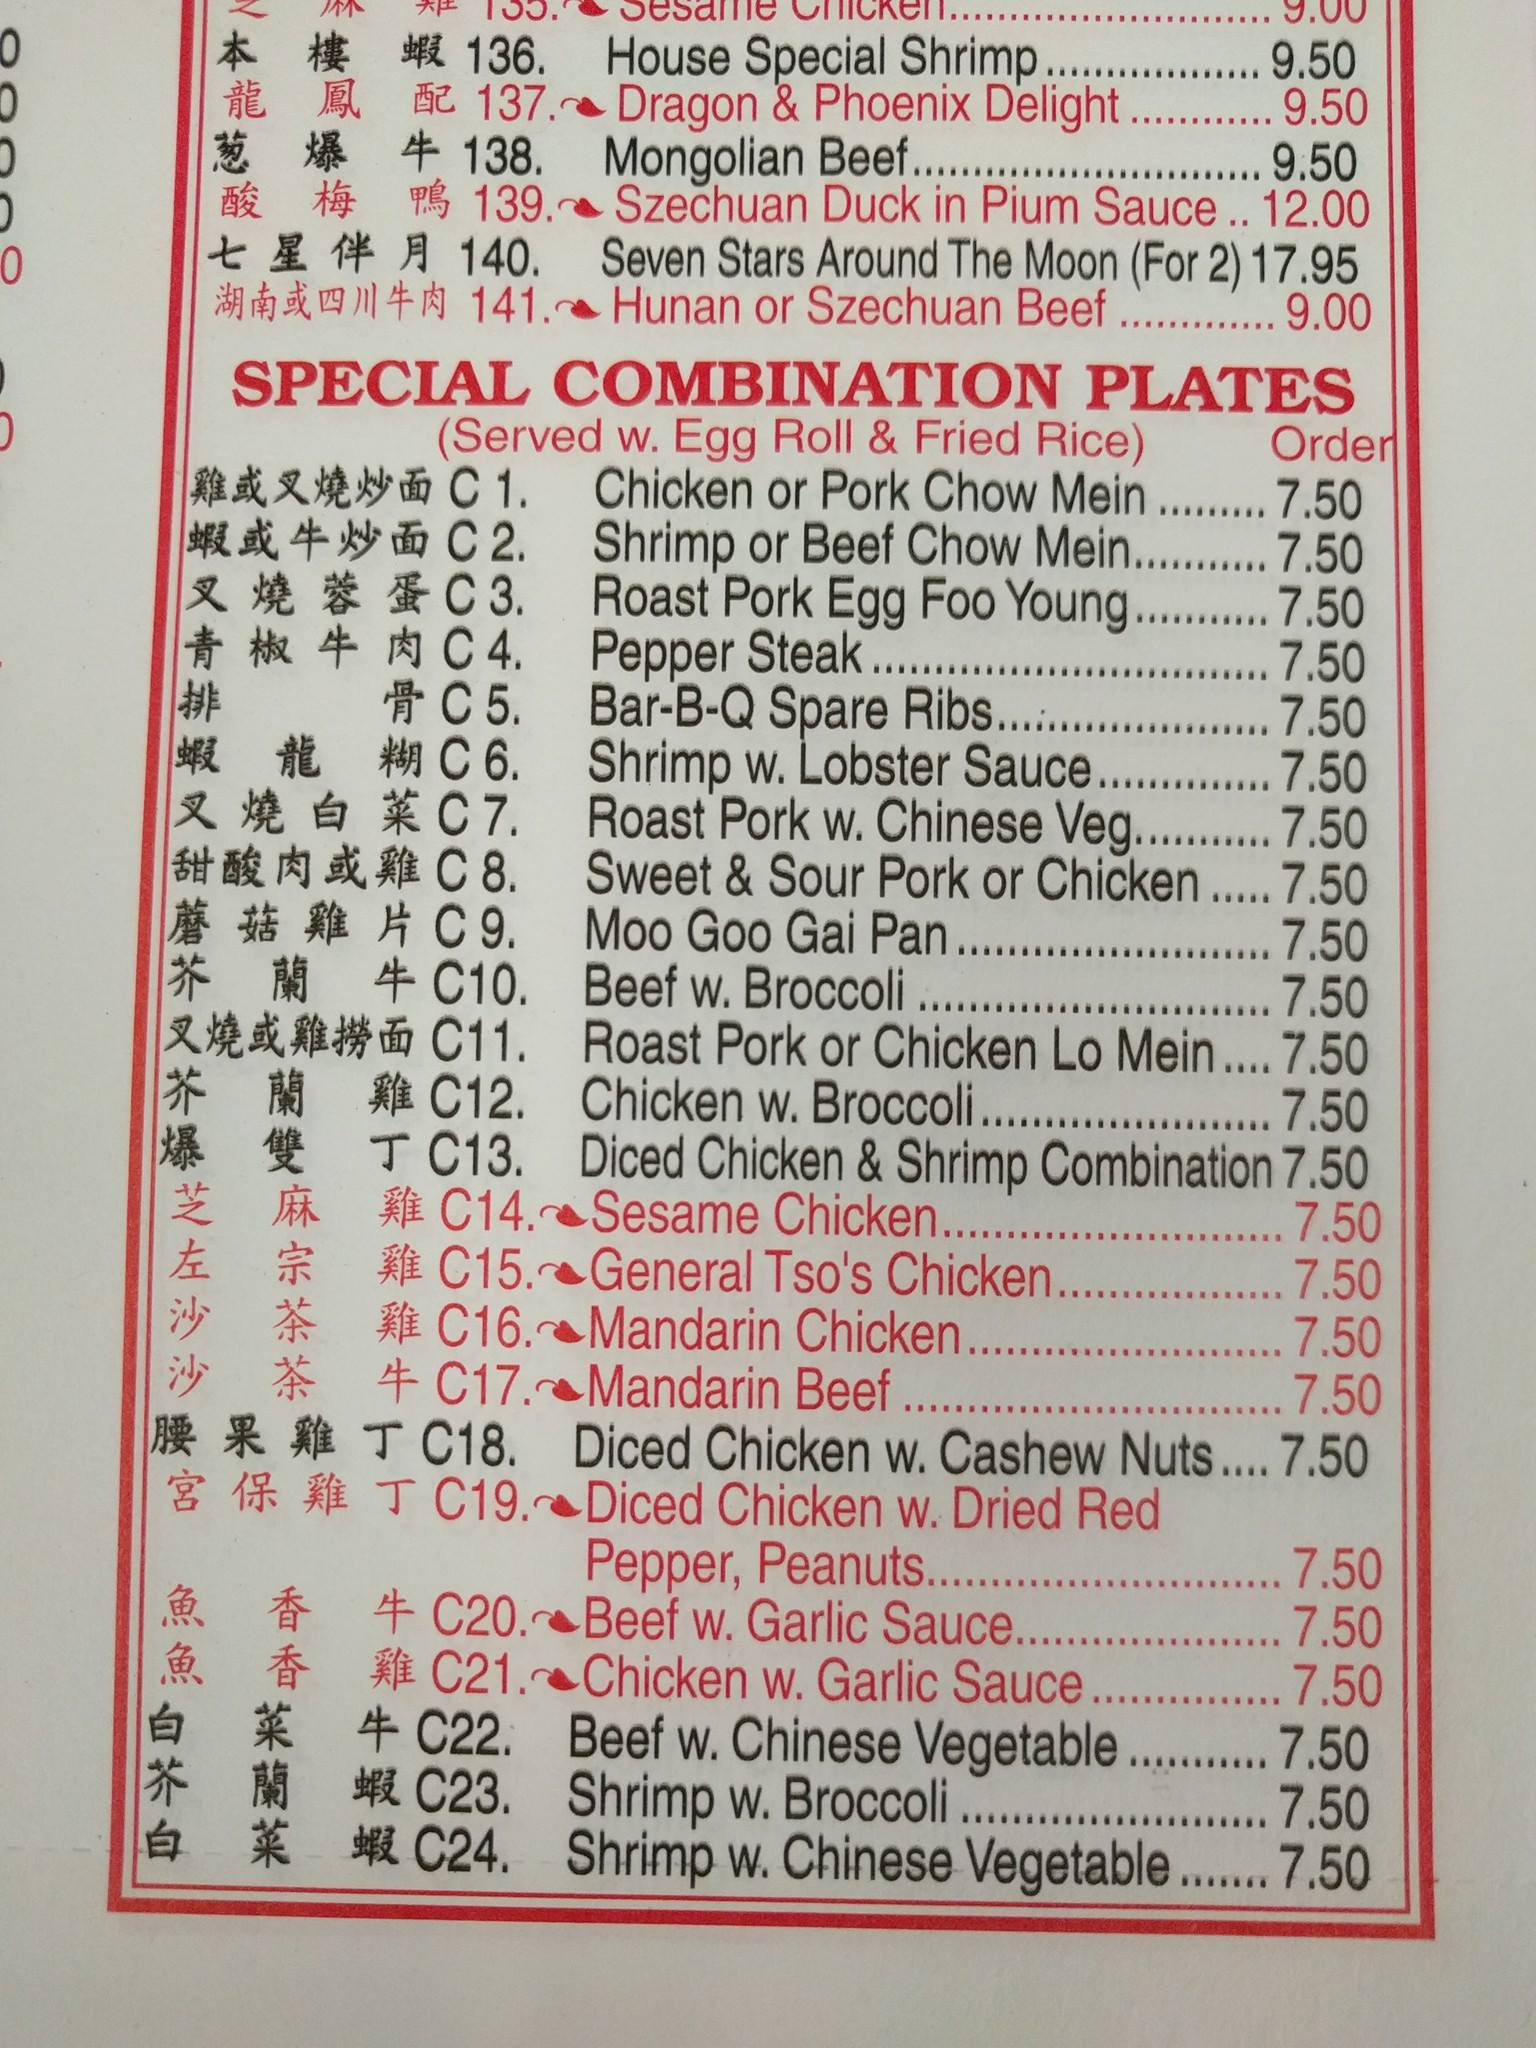 芝麻雞 135. Sesame Chicken.......................... 9.00
本樓蝦 136. House Special Shrimp.................. 9.50
龍鳳配 137. Dragon & Phoenix Delight ............ 9.50
葱爆牛 138. Mongolian Beef............................. 9.50
酸梅鴨 139. Szechuan Duck in Pium Sauce .. 12.00
七星伴月 140. Seven Stars Around The Moon (For 2) 17.95
湖南或四川牛肉 141. Hunan or Szechuan Beef ............. 9.00
SPECIAL COMBINATION PLATES
(Served w. Egg Roll & Fried Rice) Order
雞或叉燒炒面 C 1. Chicken or Pork Chow Mein ......... 7.50
蝦或牛炒面 C 2. Shrimp or Beef Chow Mein........... 7.50
叉燒蓉蛋 C 3. Roast Pork Egg Foo Young........... 7.50
青椒牛肉 C 4. Pepper Steak................................. 7.50
排骨 C 5. Bar-B-Q Spare Ribs....................... 7.50
蝦龍糊 C 6. Shrimp w. Lobster Sauce.............. 7.50
叉燒白菜 C 7. Roast Pork w. Chinese Veg........... 7.50
甜酸肉或雞 C 8. Sweet & Sour Pork or Chicken ..... 7.50
蘑菇雞片 C 9. Moo Goo Gai Pan.......................... 7.50
芥蘭牛 C10. Beef w. Broccoli ............................. 7.50
叉燒或雞撈面 C11. Roast Pork or Chicken Lo Mein .... 7.50
芥蘭雞 C12. Chicken w. Broccoli........................ 7.50
爆雙丁 C13. Diced Chicken & Shrimp Combination 7.50
芝麻雞 C14. Sesame Chicken............................ 7.50
左宗雞 C15. General Tso's Chicken................... 7.50
沙茶雞 C16. Mandarin Chicken.......................... 7.50
沙茶牛 C17. Mandarin Beef ............................... 7.50
腰果雞丁 C18. Diced Chicken w. Cashew Nuts.... 7.50
宮保雞丁 C19. Diced Chicken w. Dried Red
Pepper, Peanuts............................. 7.50
魚香牛 C20. Beef w. Garlic Sauce...................... 7.50
魚香雞 C21. Chicken w. Garlic Sauce................ 7.50
白菜牛 C22. Beef w. Chinese Vegetable ........... 7.50
芥蘭蝦 C23. Shrimp w. Broccoli ......................... 7.50
白菜蝦 C24. Shrimp w. Chinese Vegetable ....... 7.50